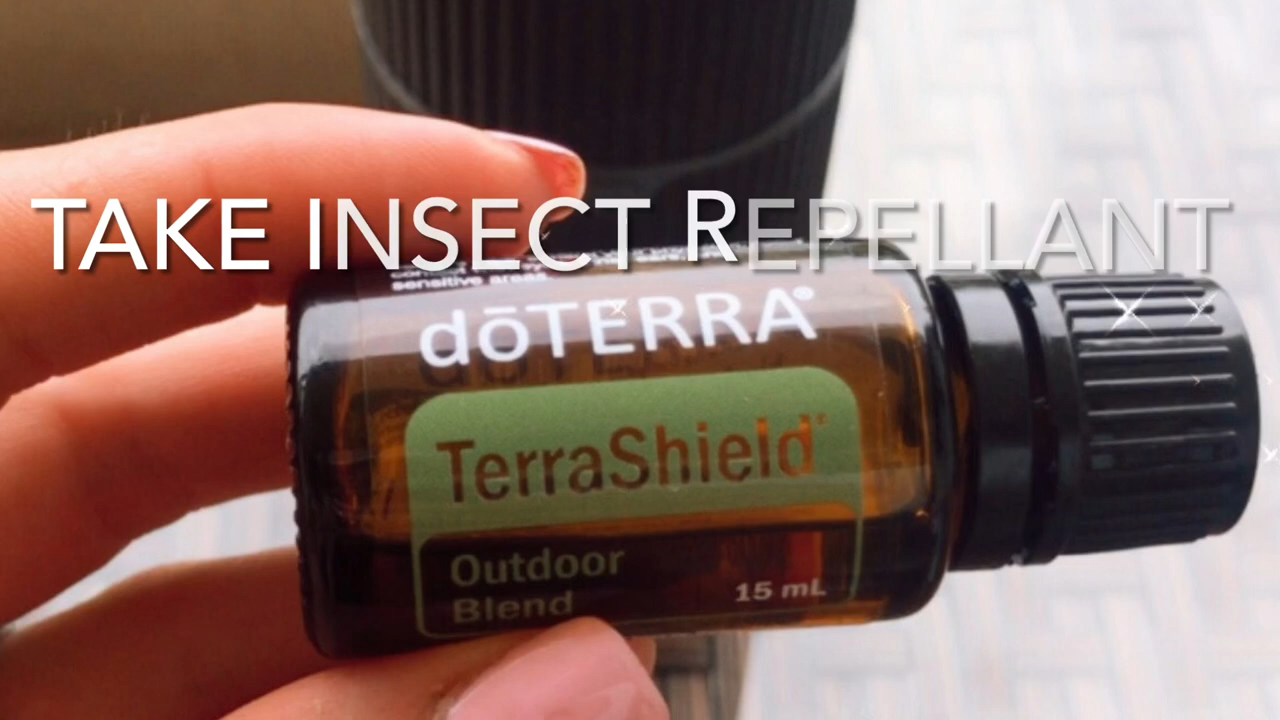 TAKE INSECT REPELLANT
sensitive areas
dōTERRA®
TerraShield
Outdoor
Blend
15 mL